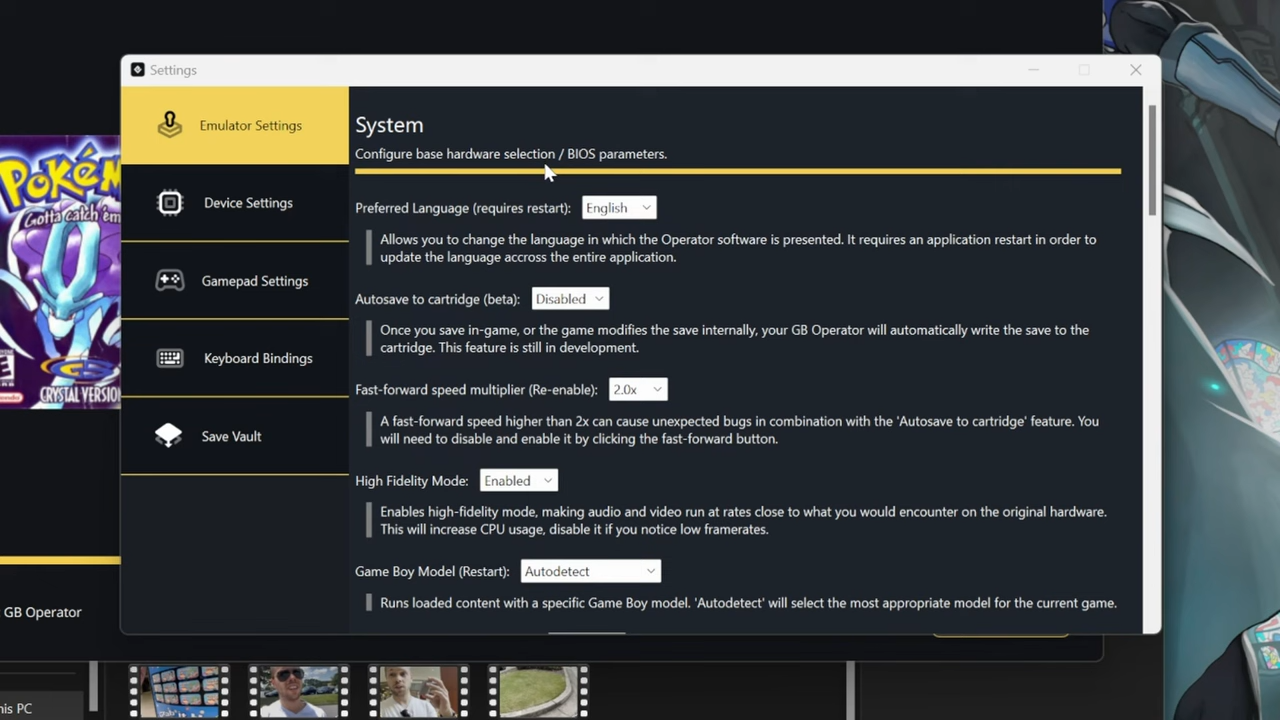 Settings
Emulator Settings
Device Settings
Gamepad Settings
Keyboard Bindings
Save Vault
System
Configure base hardware selection / BIOS parameters.
Preferred Language (requires restart): English
Allows you to change the language in which the Operator software is presented. It requires an application restart in order to
update the language accross the entire application.
Autosave to cartridge (beta): Disabled
Once you save in-game, or the game modifies the save internally, your GB Operator will automatically write the save to the
cartridge. This feature is still in development.
Fast-forward speed multiplier (Re-enable): 2.0x
A fast-forward speed higher than 2x can cause unexpected bugs in combination with the 'Autosave to cartridge' feature. You
will need to disable and enable it by clicking the fast-forward button.
High Fidelity Mode: Enabled
Enables high-fidelity mode, making audio and video run at rates close to what you would encounter on the original hardware.
This will increase CPU usage, disable it if you notice low framerates.
Game Boy Model (Restart): Autodetect
Runs loaded content with a specific Game Boy model. 'Autodetect' will select the most appropriate model for the current game.
Poké
Gotta catch 'em
CRYSTAL VERSION
GB Operator
his PC